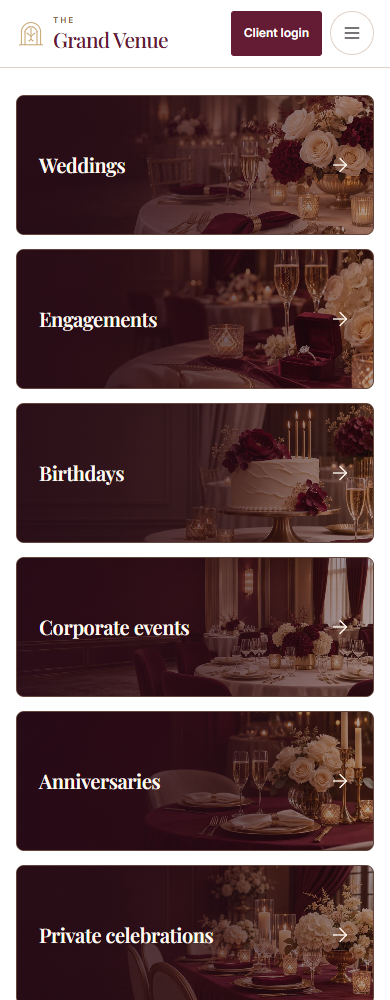 THE
Grand Venue
Client login
Weddings
Engagements
Birthdays
Corporate events
Anniversaries
Private celebrations